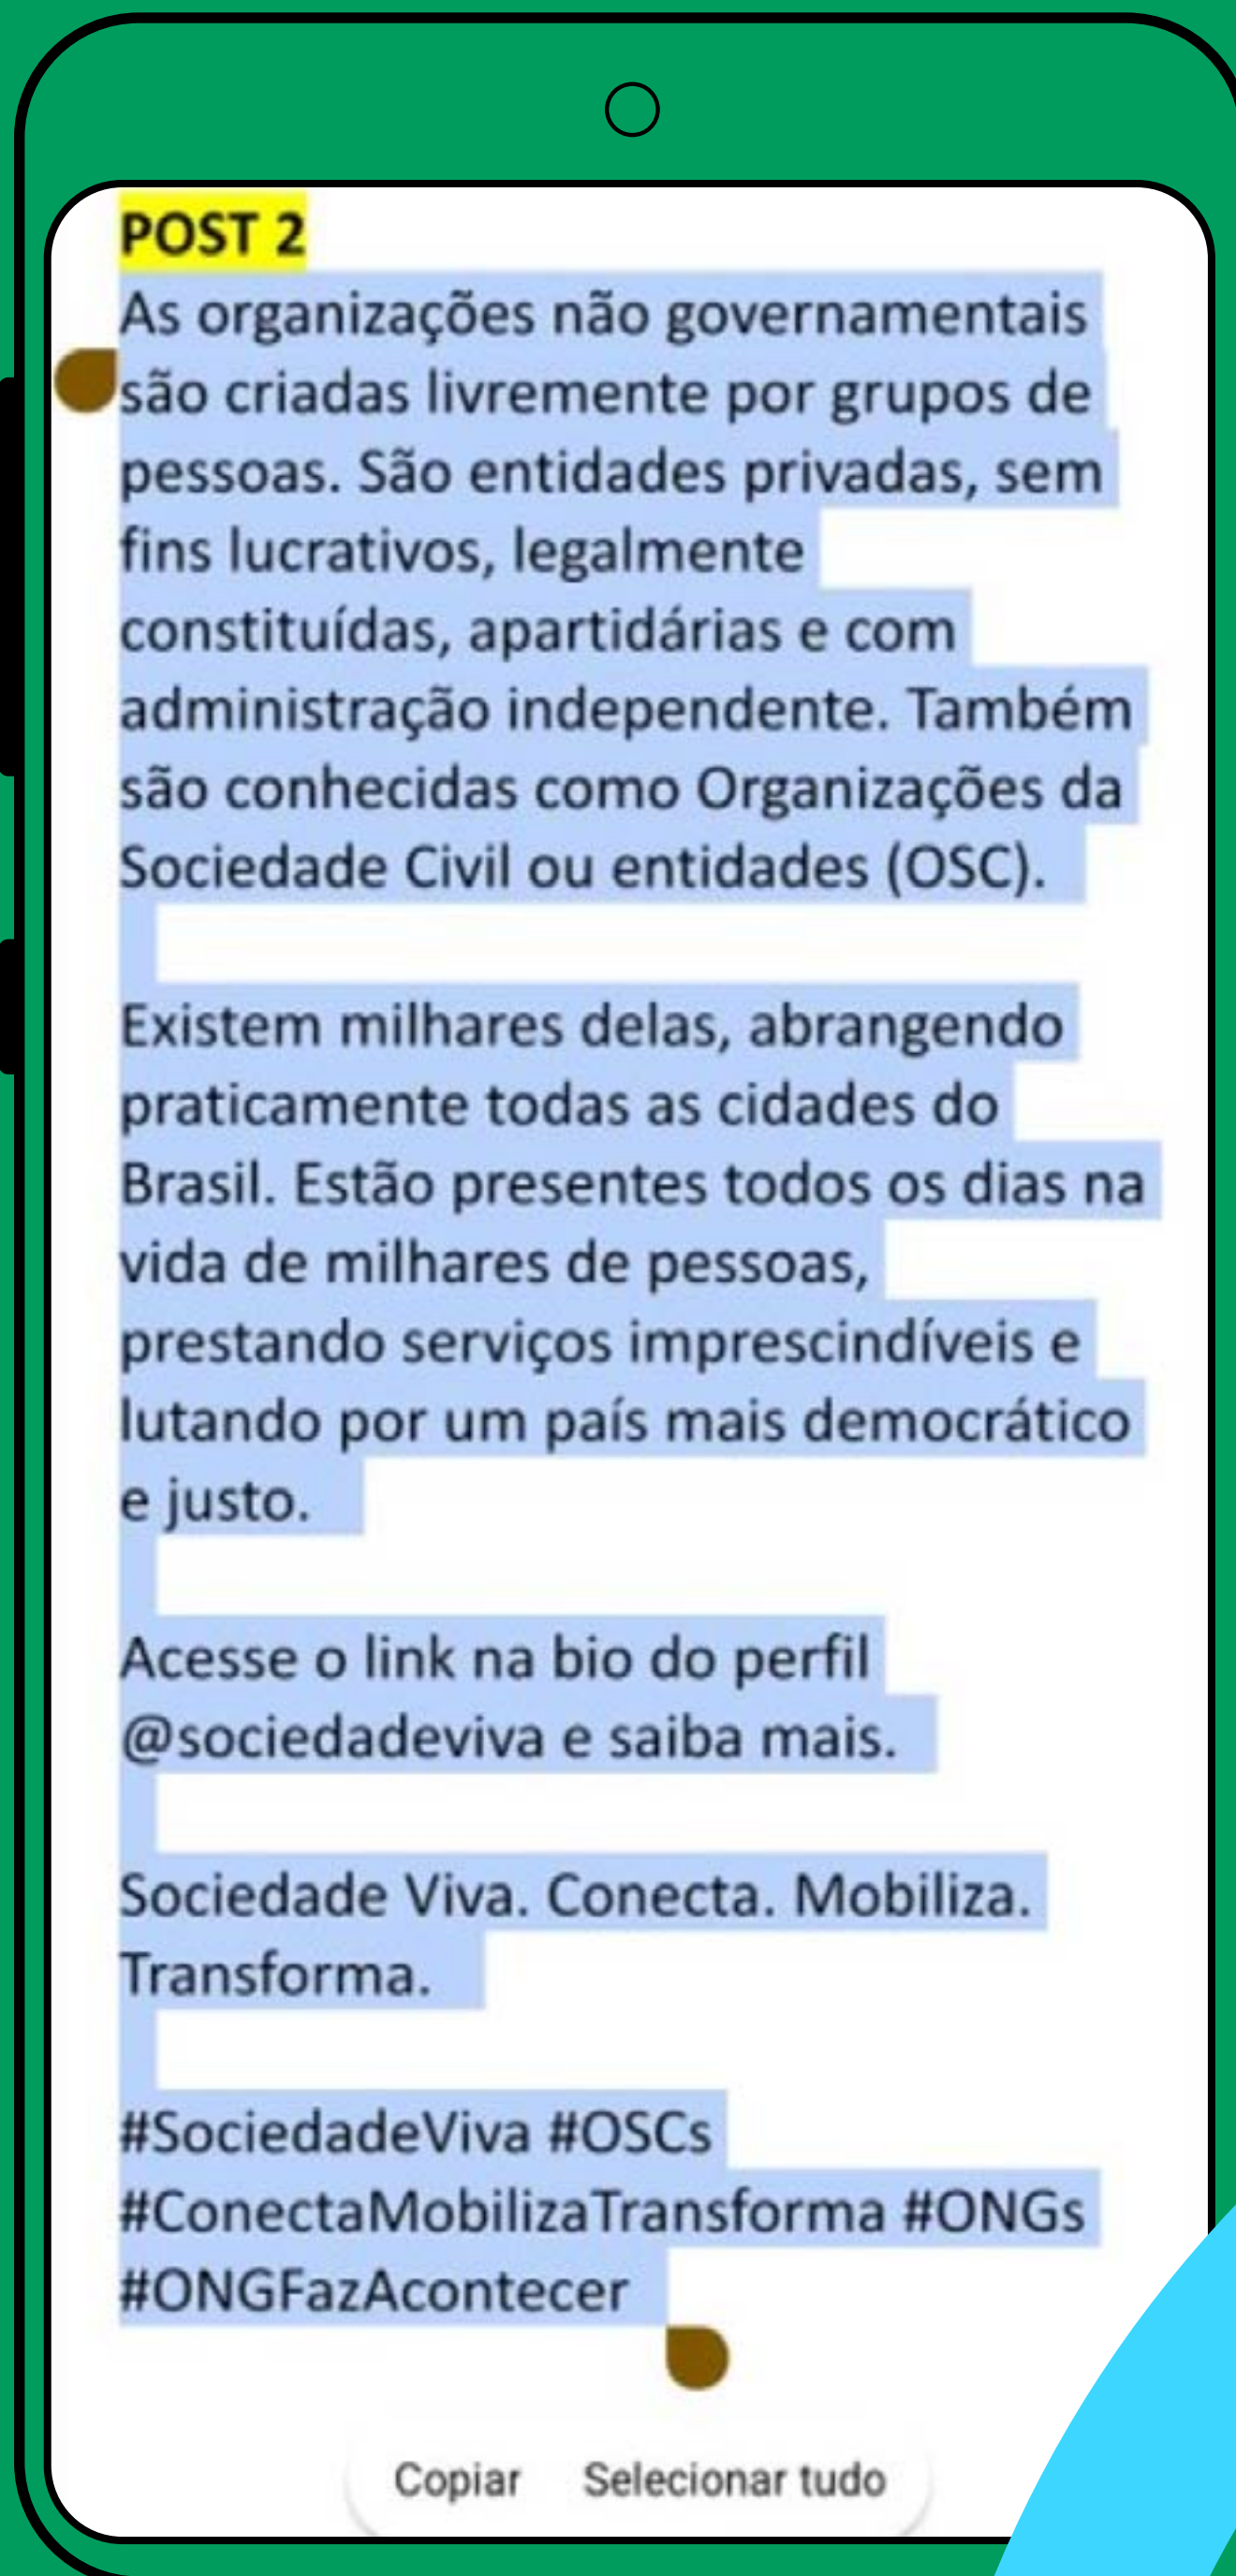 POST 2
As organizações não governamentais
são criadas livremente por grupos de
pessoas. São entidades privadas, sem
fins lucrativos, legalmente
constituídas, apartidárias e com
administração independente. Também
são conhecidas como Organizações da
Sociedade Civil ou entidades (OSC).
Existem milhares delas, abrangendo
praticamente todas as cidades do
Brasil. Estão presentes todos os dias na
vida de milhares de pessoas,
prestando serviços imprescindíveis e
lutando por um país mais democrático
e justo.
Acesse o link na bio do perfil
@sociedadeviva e saiba mais.
Sociedade Viva. Conecta. Mobiliza.
Transforma.
#SociedadeViva #OSCs
#ConectaMobilizaTransforma #ONGs
#ONGFazAcontecer
Copiar Selecionar tudo